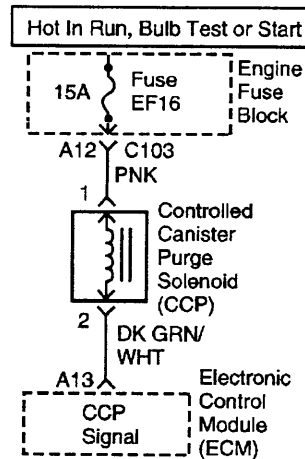 Hot In Run, Bulb Test or Start
15A
Fuse
EF16
Engine
Fuse
Block
A12
C103
PNK
1
Controlled
Canister
Purge
Solenoid
(CCP)
2
DK GRN/
WHT
A13
CCP
Signal
Electronic
Control
Module
(ECM)